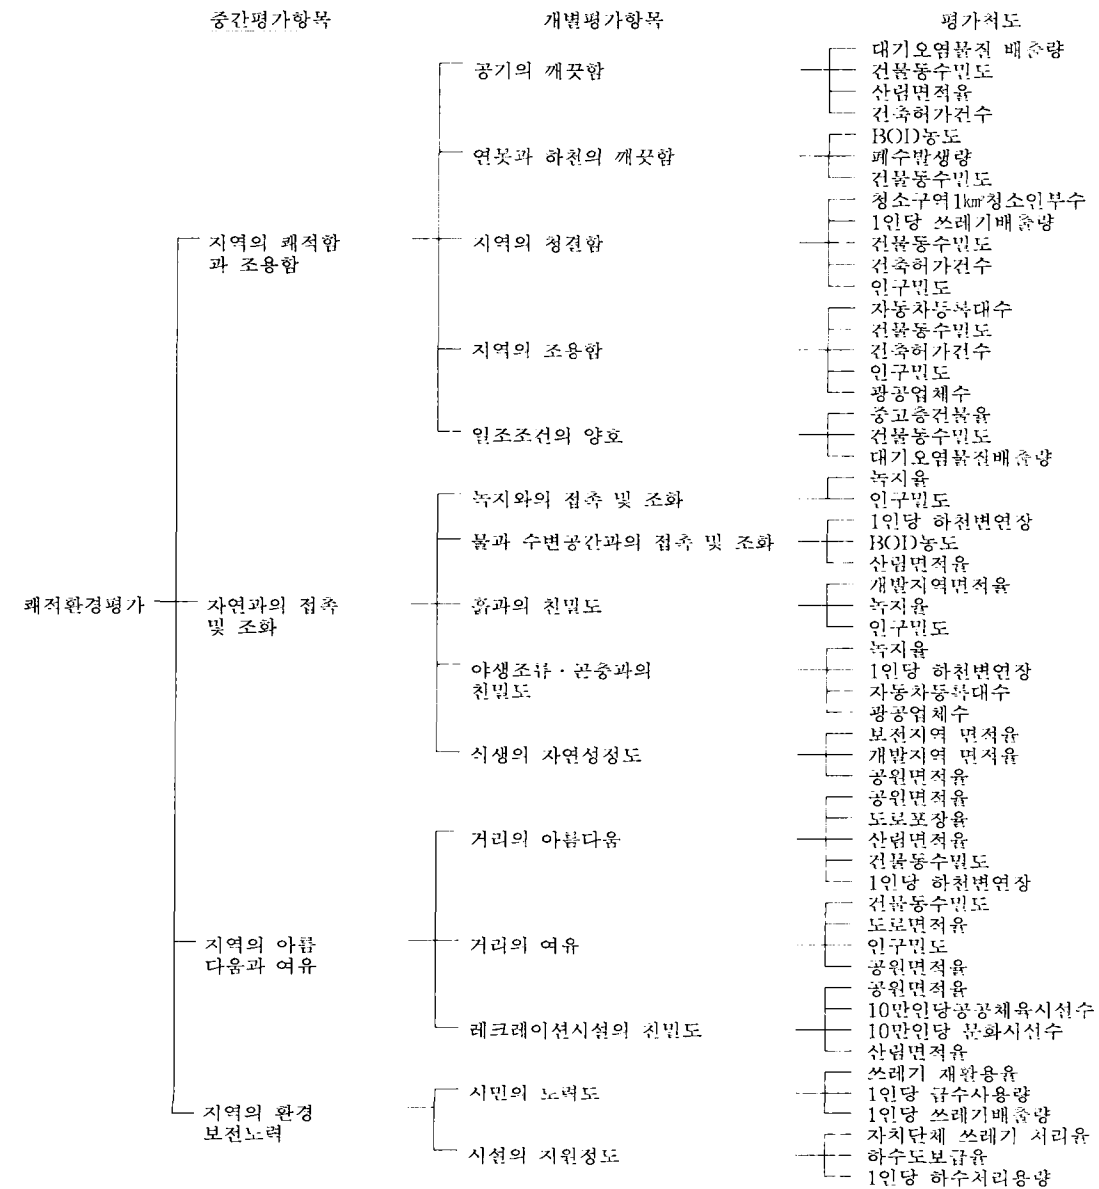 중간평가항목 개별평가항목 평가척도
대기오염물질 배출량
공기의 깨끗함 건물동수밀도
산림면적율
건축허가건수
BOD농도
연못과 하천의 깨끗함 폐수발생량
건물동수밀도
청소구역1㎢청소인부수
1인당 쓰레기배출량
지역의 쾌적함 지역의 청결함 건물동수밀도
과 조용함 건축허가건수
인구밀도
자동차등록대수
건물동수밀도
지역의 조용함 건축허가건수
인구밀도
광공업체수
중고층건물율
일조조건의 양호 건물동수밀도
대기오염물질배출량
녹지율
녹지와의 접촉 및 조화 인구밀도
1인당 하천변연장
물과 수변공간과의 접촉 및 조화 BOD농도
산림면적율
개발지역면적율
쾌적환경평가 자연과의 접촉 흙과의 친밀도 녹지율
및 조화 인구밀도
녹지율
야생조류·곤충과의 1인당 하천변연장
친밀도 자동차등록대수
광공업체수
보전지역 면적율
식생의 자연성정도 개발지역 면적율
공원면적율
공원면적율
도로포장율
거리의 아름다움 산림면적율
건물동수밀도
1인당 하천변연장
건물동수밀도
도로면적율
지역의 아름 거리의 여유 인구밀도
다움과 여유 공원면적율
공원면적율
10만인당공공체육시설수
레크레이션시설의 친밀도 10만인당 문화시설수
산림면적율
쓰레기 재활용율
시민의 노력도 1인당 급수사용량
지역의 환경 1인당 쓰레기배출량
보전노력 자치단체 쓰레기 처리율
시설의 지원정도 하수도보급율
1인당 하수처리용량